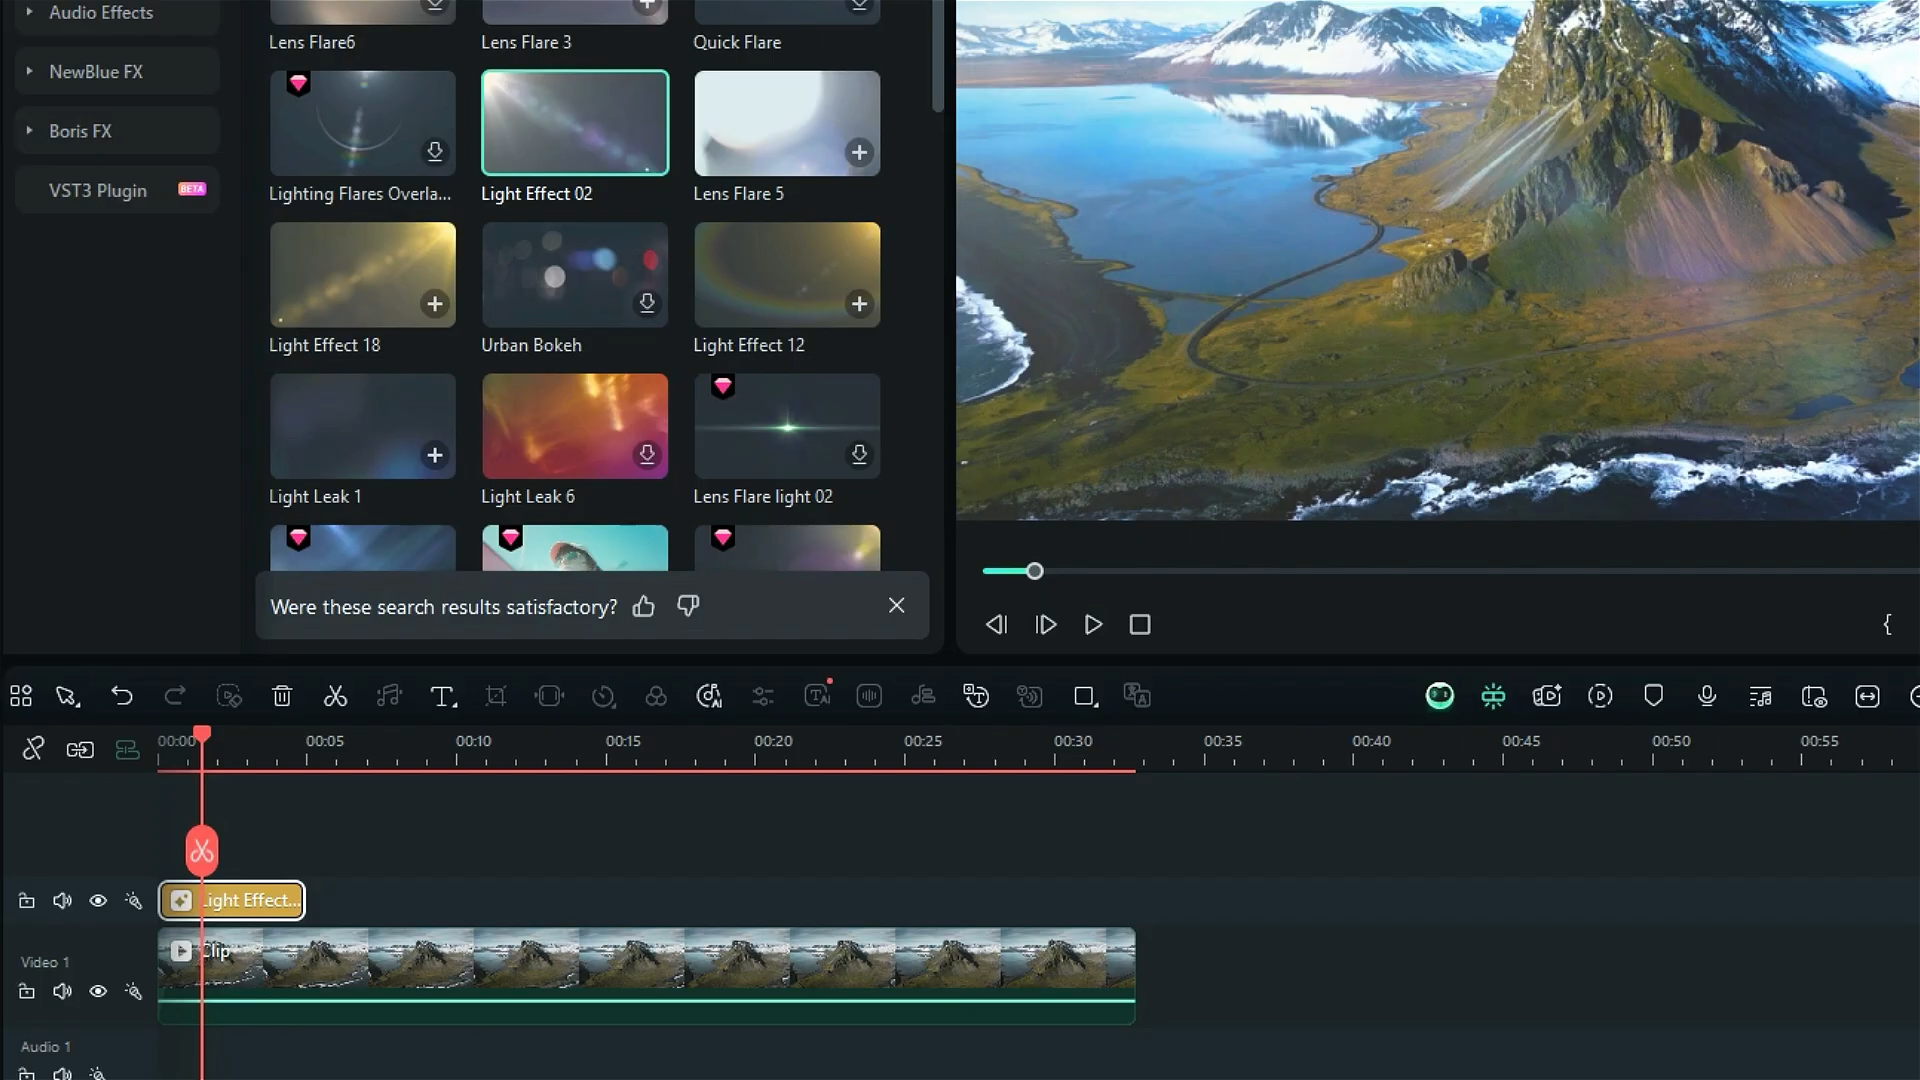 Audio Effects
NewBlue FX
Boris FX
VST3 Plugin BETA
Lens Flare6
Lens Flare 3
Quick Flare
Lighting Flares Overla...
Light Effect 02
Lens Flare 5
Light Effect 18
Urban Bokeh
Light Effect 12
Light Leak 1
Light Leak 6
Lens Flare light 02
Were these search results satisfactory?
{
00:00
00:05
00:10
00:15
00:20
00:25
00:30
00:35
00:40
00:45
00:50
00:55
Light Effect...
Clip
Video 1
Audio 1